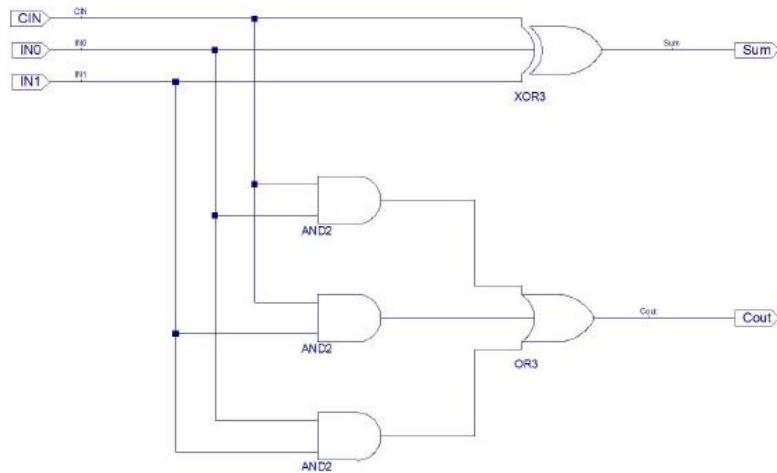 CIN
CIN
IN0
IN0
IN1
IN1
Sum
Sum
XOR3
AND2
AND2
Cout
Cout
OR3
AND2